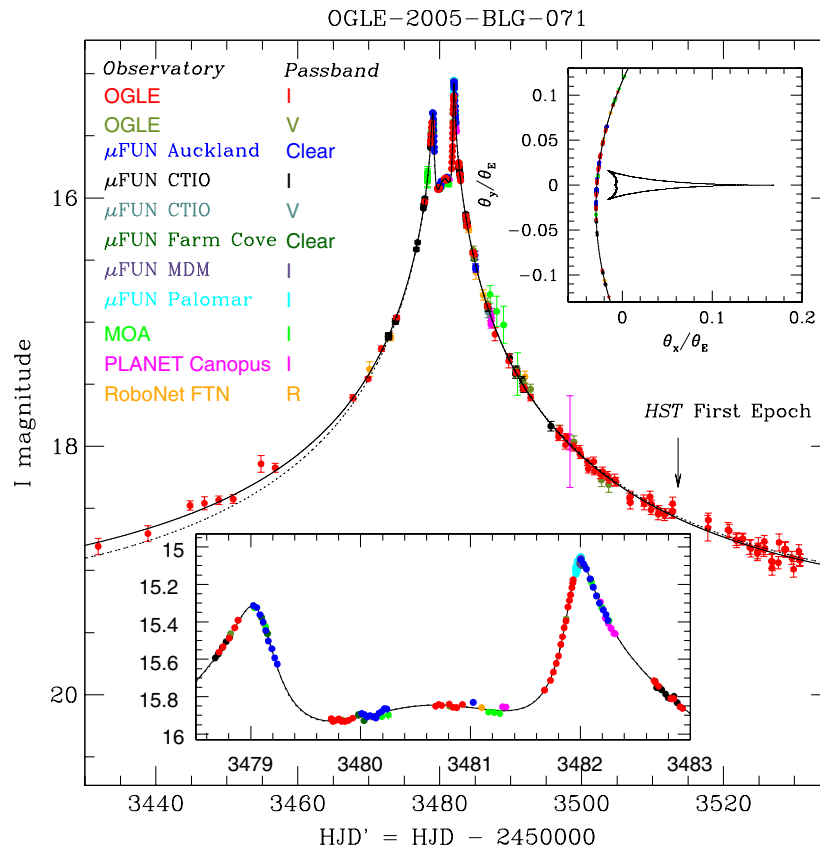 OGLE-2005-BLG-071
Observatory Passband
OGLE I
OGLE V
μFUN Auckland Clear
μFUN CTIO I
μFUN CTIO V
μFUN Farm Cove Clear
μFUN MDM I
μFUN Palomar I
MOA I
PLANET Canopus I
RoboNet FTN R
I magnitude
16
18
20
θy/θE
0.1
0.05
0
−0.05
−0.1
0 0.1 0.2
θx/θE
HST First Epoch
15
15.2
15.4
15.6
15.8
16
3479 3480 3481 3482 3483
3440 3460 3480 3500 3520
HJD' = HJD − 2450000